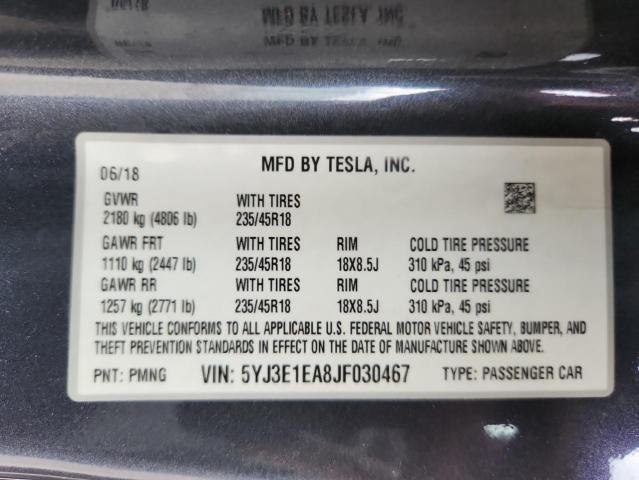 06/18 MFD BY TESLA, INC.
GVWR WITH TIRES
2180 kg (4806 lb) 235/45R18
GAWR FRT WITH TIRES RIM COLD TIRE PRESSURE
1110 kg (2447 lb) 235/45R18 18X8.5J 310 kPa, 45 psi
GAWR RR WITH TIRES RIM COLD TIRE PRESSURE
1257 kg (2771 lb) 235/45R18 18X8.5J 310 kPa, 45 psi
THIS VEHICLE CONFORMS TO ALL APPLICABLE U.S. FEDERAL MOTOR VEHICLE SAFETY, BUMPER, AND
THEFT PREVENTION STANDARDS IN EFFECT ON THE DATE OF MANUFACTURE SHOWN ABOVE.
PNT: PMNG VIN: 5YJ3E1EA8JF030467 TYPE: PASSENGER CAR